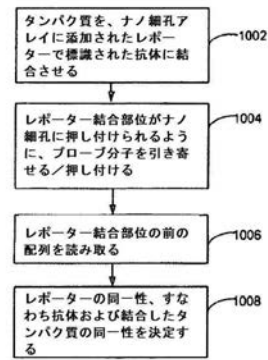 タンパク質を、ナノ細孔ア
レイに添加されたレポー
ターで標識された抗体に結
合させる
1002
レポーター結合部位がナノ
細孔に押し付けられるよう
に、プローブ分子を引き寄
せる/押し付ける
1004
レポーター結合部位の前の
配列を読み取る
1006
レポーターの同一性、すな
わち抗体および結合したタ
ンパク質の同一性を決定す
る
1008